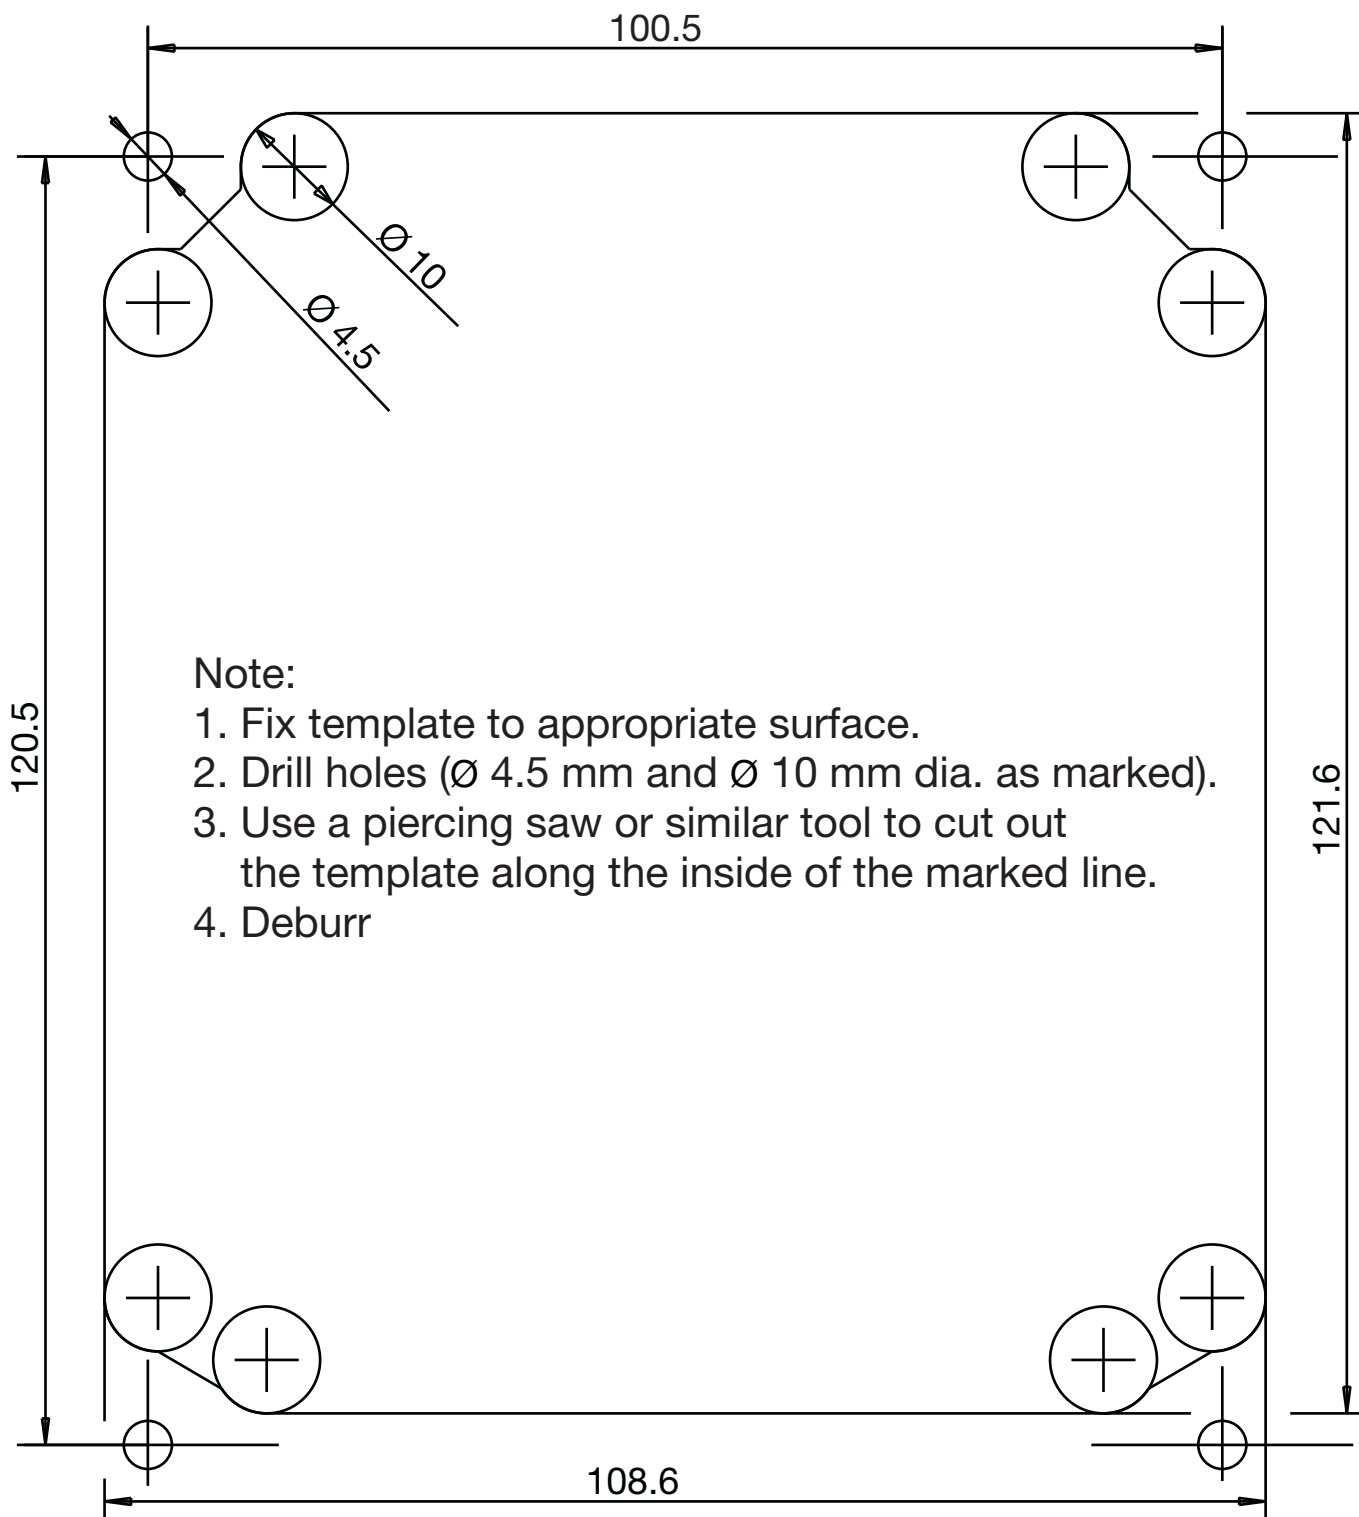 100.5
Ø 10
Ø 4.5
120.5
121.6
Note:
1. Fix template to appropriate surface.
2. Drill holes (Ø 4.5 mm and Ø 10 mm dia. as marked).
3. Use a piercing saw or similar tool to cut out
the template along the inside of the marked line.
4. Deburr
108.6